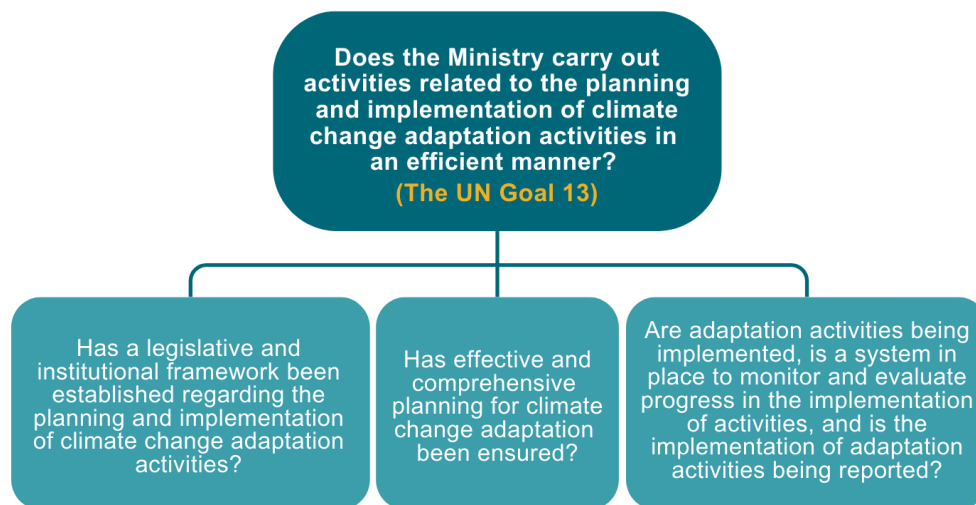 Does the Ministry carry out
activities related to the planning
and implementation of climate
change adaptation activities in
an efficient manner?
(The UN Goal 13)
Has a legislative and
institutional framework been
established regarding the
planning and implementation
of climate change adaptation
activities?
Has effective and
comprehensive
planning for climate
change adaptation
been ensured?
Are adaptation activities being
implemented, is a system in
place to monitor and evaluate
progress in the implementation
of activities, and is the
implementation of adaptation
activities being reported?